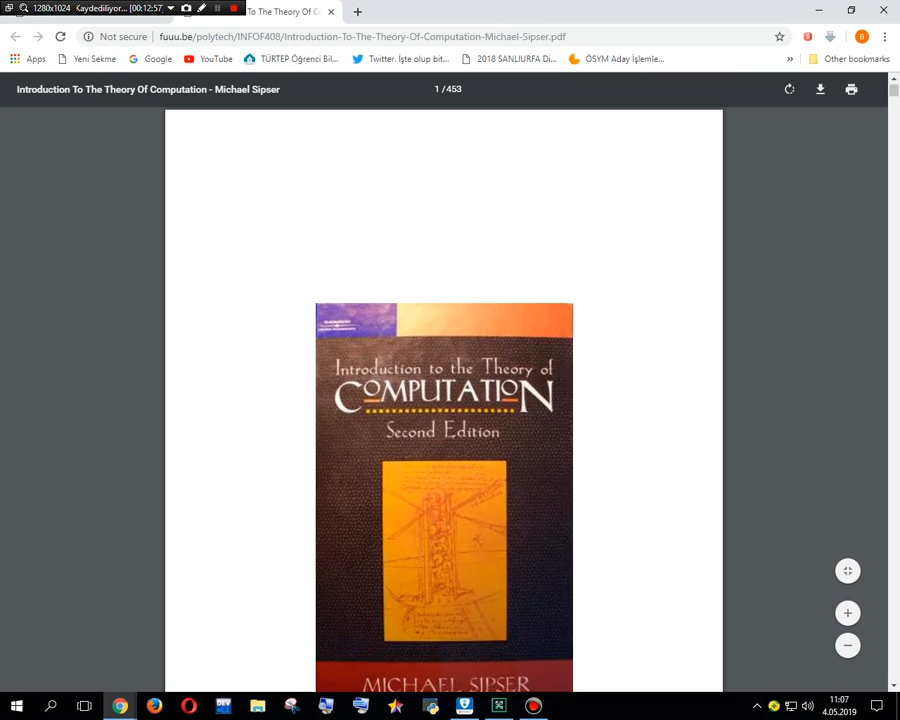 1280x1024 Kaydediliyor... [00:12:57]
To The Theory Of Co
Not secure | fuuu.be/polytech/INFOF408/Introduction-To-The-Theory-Of-Computation-Michael-Sipser.pdf
Apps Yeni Sekme Google YouTube TÜRTEP Öğrenci Bil... Twitter. İşte olup bit... 2018 SANLIURFA Dİ... ÖSYM Aday İşlemle... » Other bookmarks
Introduction To The Theory Of Computation - Michael Sipser 1 / 453
Introduction to the Theory of
COMPUTATION
Second Edition
MICHAEL SIPSER
11:07
4.05.2019